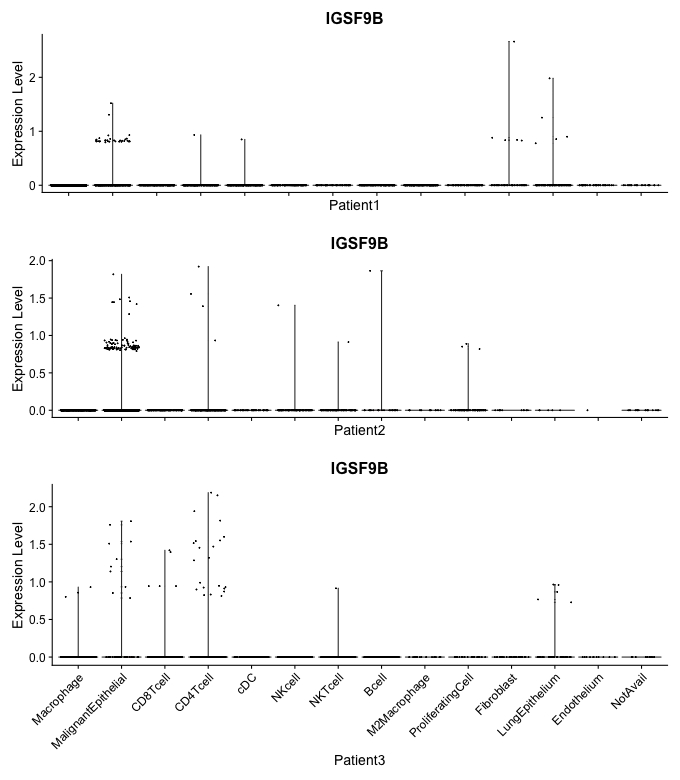 IGSF9B
Expression Level
2
1
0
Patient1
IGSF9B
Expression Level
2.0
1.5
1.0
0.5
0.0
Patient2
IGSF9B
Expression Level
2.0
1.5
1.0
0.5
0.0
Macrophage
MalignantEpithelial
CD8Tcell
CD4Tcell
cDC
NKcell
NKTcell
Bcell
M2Macrophage
ProliferatingCell
Fibroblast
LungEpithelium
Endothelium
NotAvail
Patient3